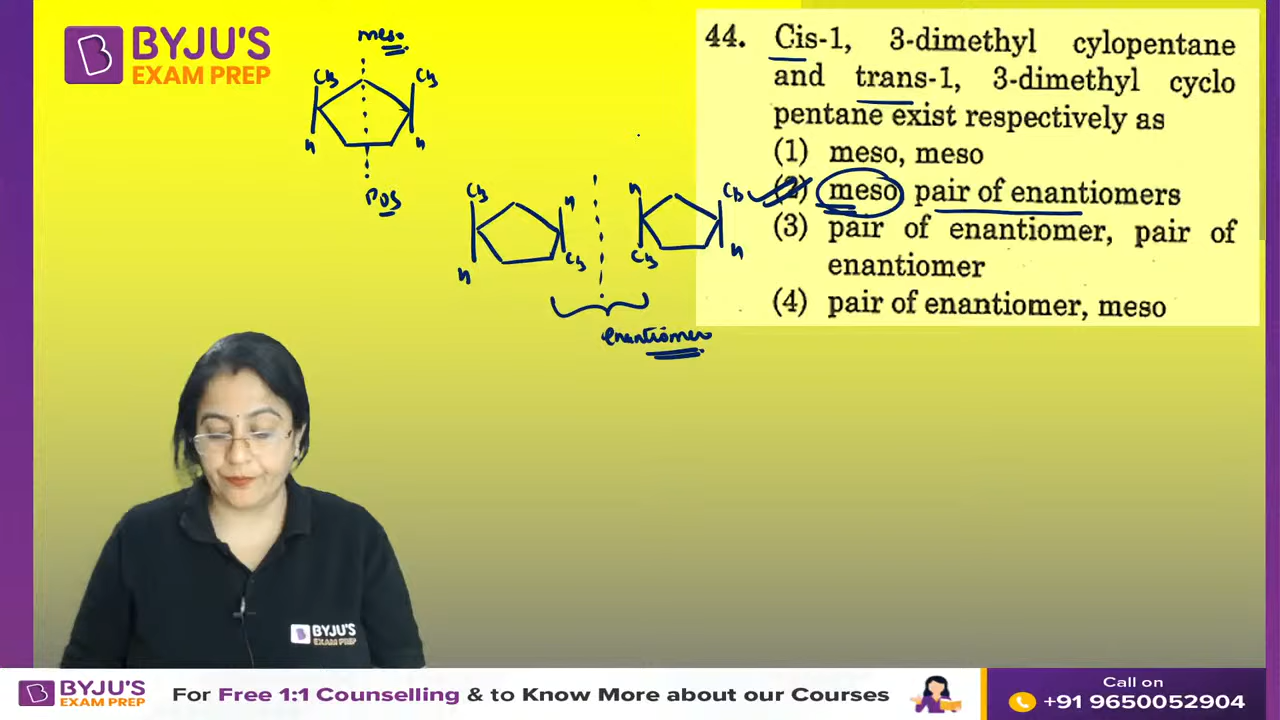 BYJU'S
EXAM PREP
meso
CH3
CH3
H
H
POS
44. Cis-1, 3-dimethyl cylopentane
and trans-1, 3-dimethyl cyclo
pentane exist respectively as
(1) meso, meso
(2) meso pair of enantiomers
(3) pair of enantiomer, pair of
enantiomer
(4) pair of enantiomer, meso
CH3
H
H
CH3
H
CH3
CH3
H
enantiomer
BYJU'S
EXAM PREP
BYJU'S
EXAM PREP
For Free 1:1 Counselling & to Know More about our Courses
Call on
+91 9650052904